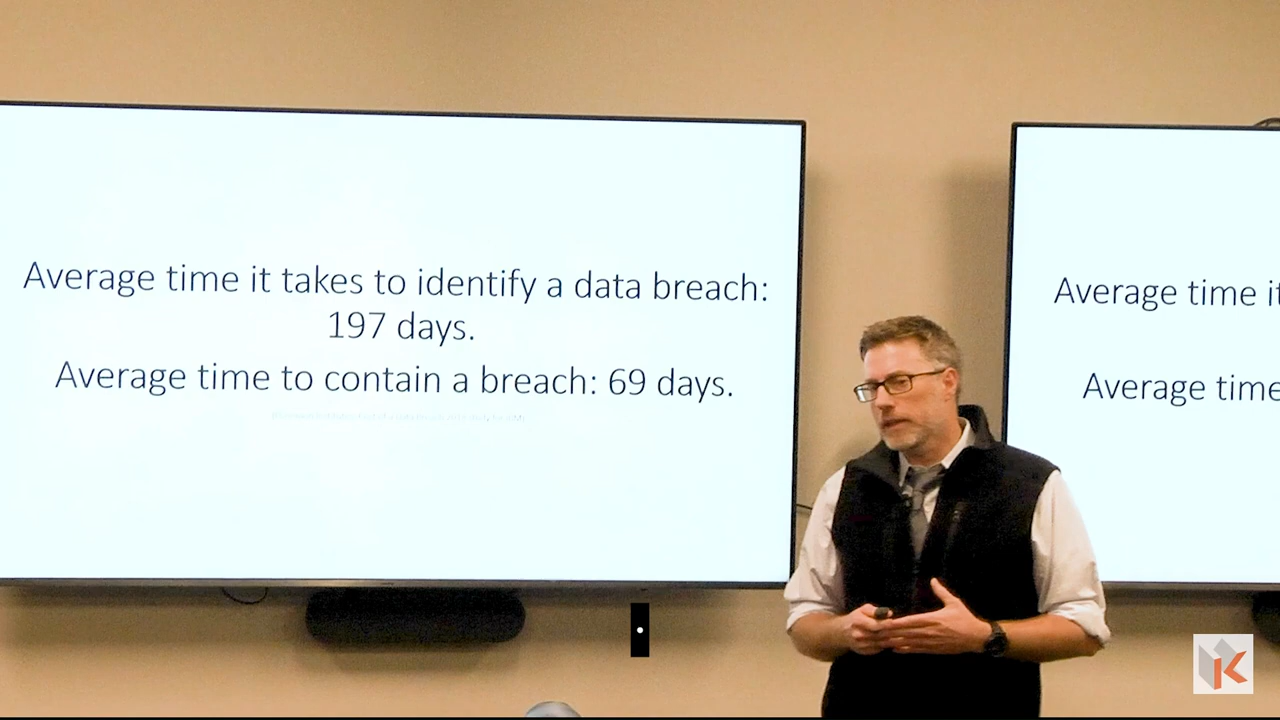 Average time it takes to identify a data breach:
197 days.
Average time to contain a breach: 69 days.
Average time it
Average time
K